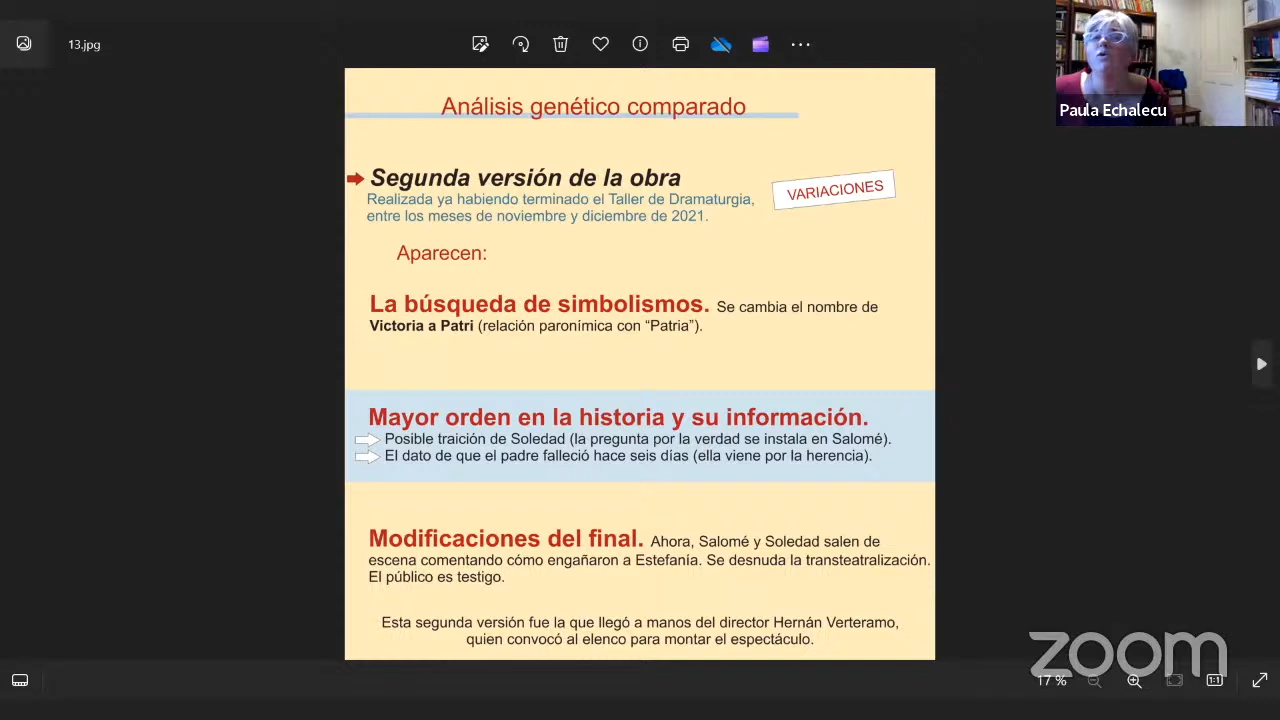 13.jpg
Paula Echalecu
Análisis genético comparado
Segunda versión de la obra
Realizada ya habiendo terminado el Taller de Dramaturgia,
entre los meses de noviembre y diciembre de 2021.
VARIACIONES
Aparecen:
La búsqueda de simbolismos. Se cambia el nombre de
Victoria a Patri (relación paronímica con “Patria”).
Mayor orden en la historia y su información.
Posible traición de Soledad (la pregunta por la verdad se instala en Salomé).
El dato de que el padre falleció hace seis días (ella viene por la herencia).
Modificaciones del final. Ahora, Salomé y Soledad salen de
escena comentando cómo engañaron a Estefanía. Se desnuda la transteatralización.
El público es testigo.
Esta segunda versión fue la que llegó a manos del director Hernán Verteramo,
quien convocó al elenco para montar el espectáculo.
zoom
17 %
1:1